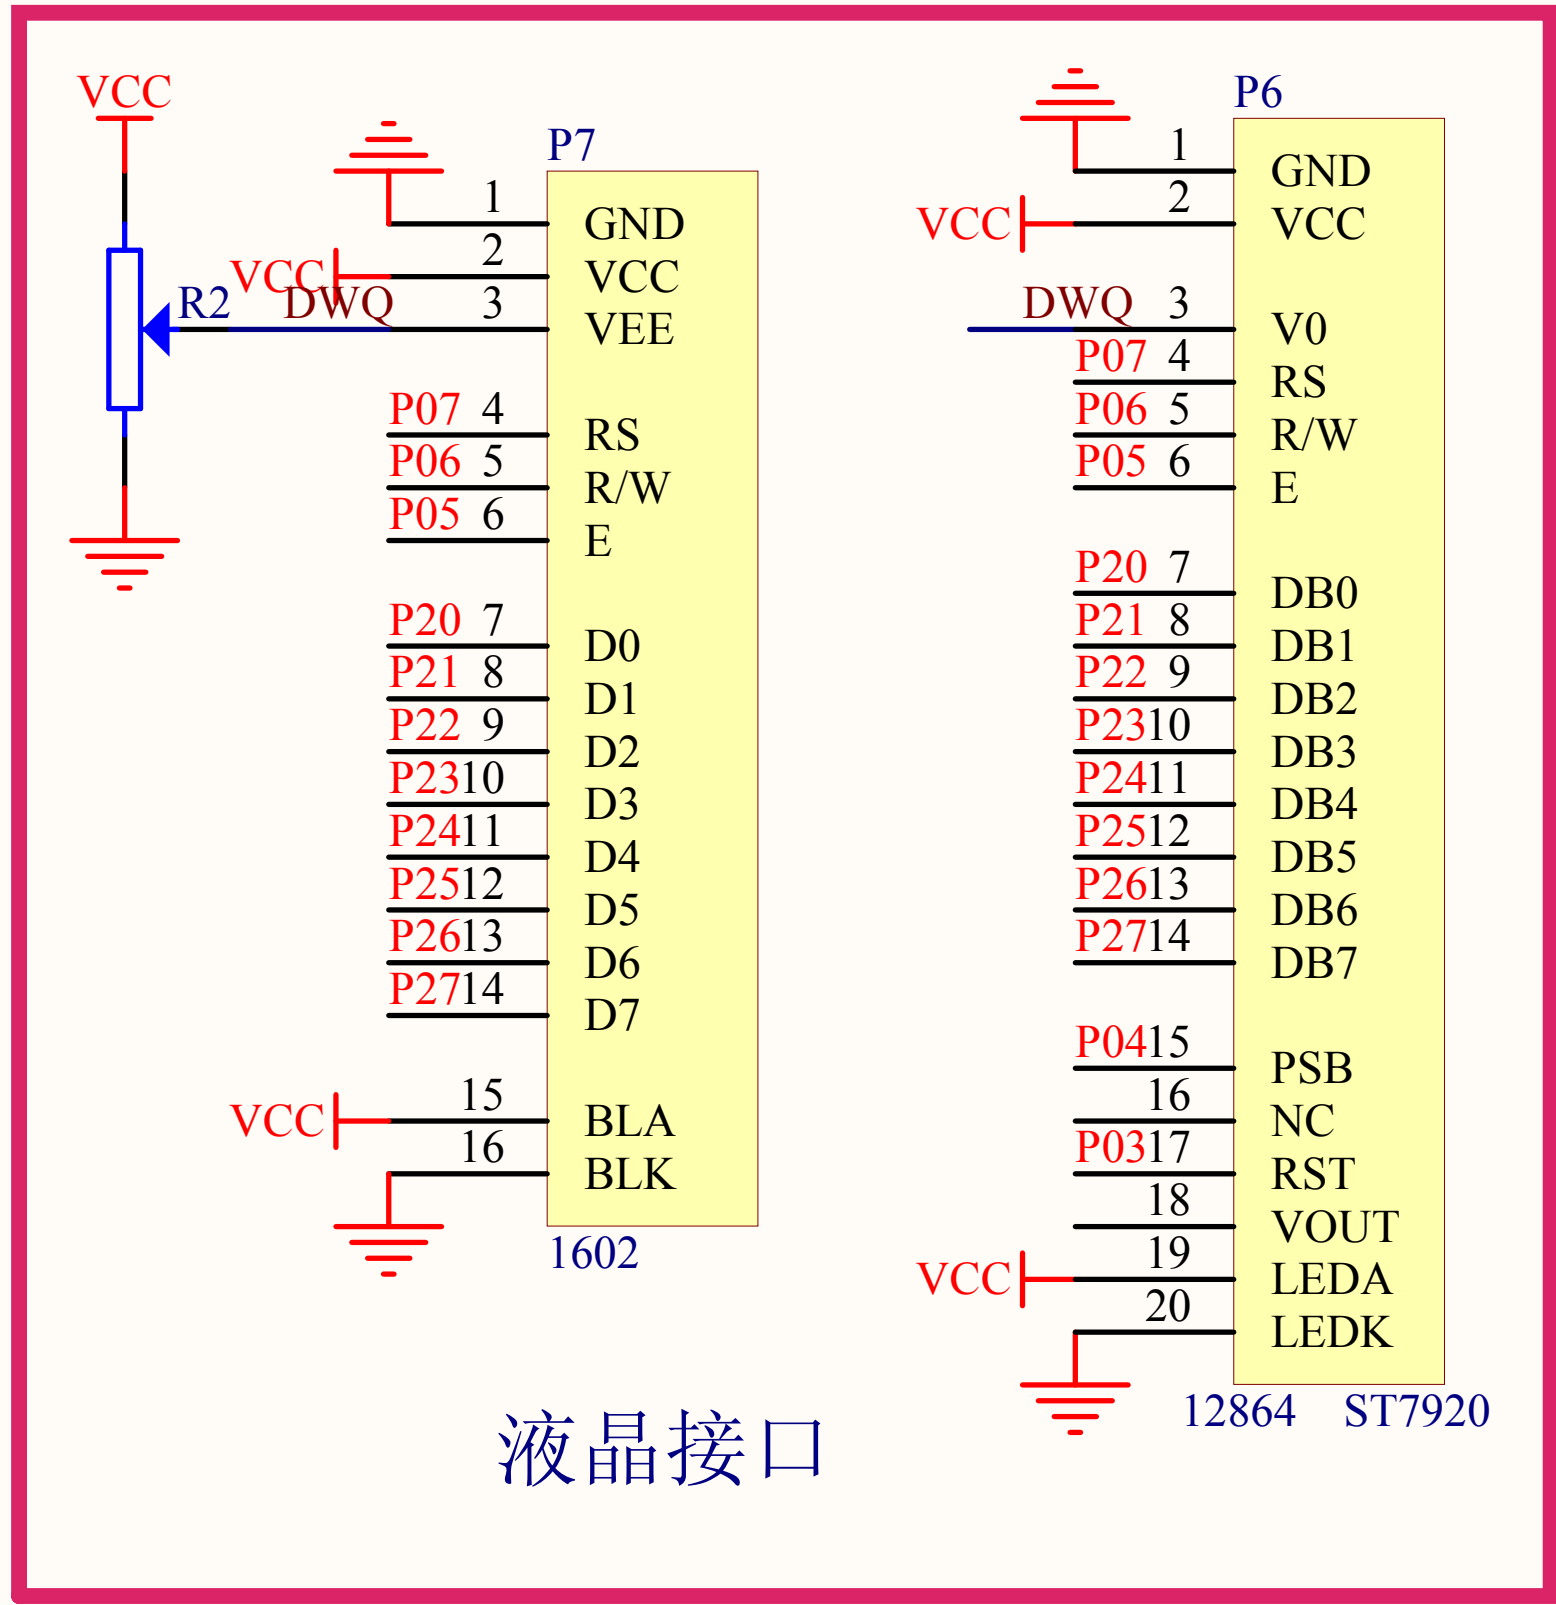 VCC
R2
DWQ
P7
1 GND
VCC 2 VCC
3 VEE
P07 4 RS
P06 5 R/W
P05 6 E
P20 7 D0
P21 8 D1
P22 9 D2
P23 10 D3
P24 11 D4
P25 12 D5
P26 13 D6
P27 14 D7
VCC 15 BLA
16 BLK
1602
P6
1 GND
VCC 2 VCC
DWQ 3 V0
P07 4 RS
P06 5 R/W
P05 6 E
P20 7 DB0
P21 8 DB1
P22 9 DB2
P23 10 DB3
P24 11 DB4
P25 12 DB5
P26 13 DB6
P27 14 DB7
P04 15 PSB
16 NC
P03 17 RST
18 VOUT
VCC 19 LEDA
20 LEDK
12864 ST7920
液晶接口